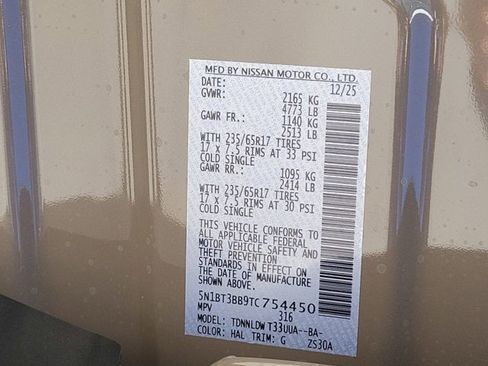 MFD BY NISSAN MOTOR CO., LTD.
DATE: 12/25
GVWR: 2165 KG
4773 LB
GAWR FR.: 1140 KG
2513 LB
WITH 235/65R17 TIRES
17 x 7.5 RIMS AT 33 PSI
COLD SINGLE
GAWR RR.: 1095 KG
2414 LB
WITH 235/65R17 TIRES
17 x 7.5 RIMS AT 30 PSI
COLD SINGLE
THIS VEHICLE CONFORMS TO
ALL APPLICABLE FEDERAL
MOTOR VEHICLE SAFETY AND
THEFT PREVENTION
STANDARDS IN EFFECT ON
THE DATE OF MANUFACTURE
SHOWN ABOVE.
5N1BT3BB9TC754450
MPV 316
MODEL: TDNNLDW T33UUA--BA-
COLOR: HAL TRIM: G ZS30A